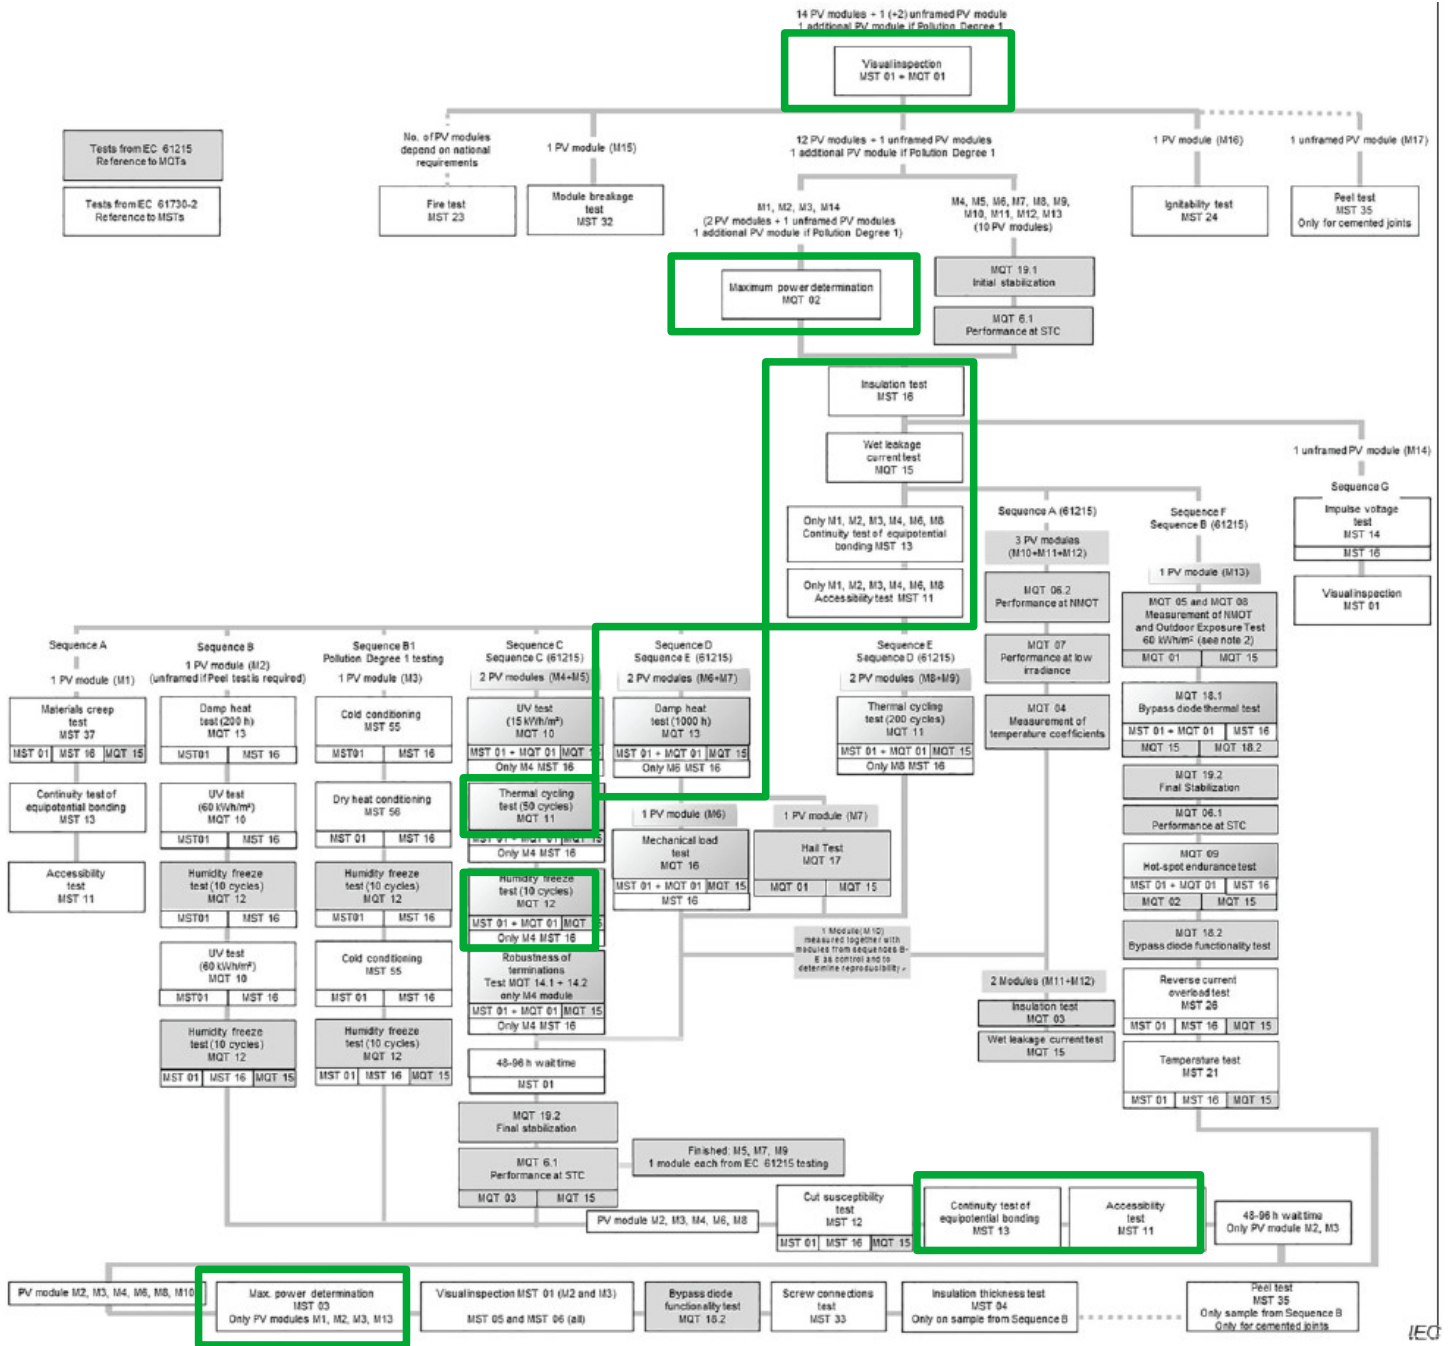 14 PV modules + 1 (+2) unframed PV module
1 additional PV module if Pollution Degree 1
Visual inspection
MST 01 + MQT 01
Tests from IEC 61215
Reference to MQTs
Tests from IEC 61730-2
Reference to MSTs
No. of PV modules
depend on national
requirements
Fire test
MST 23
1 PV module (M15)
Module breakage
test
MST 32
12 PV modules + 1 unframed PV modules
1 additional PV module if Pollution Degree 1
1 PV module (M16)
Ignitability test
MST 24
1 unframed PV module (M17)
Peel test
MST 35
Only for cemented joints
M1, M2, M3, M14
(2 PV modules + 1 unframed PV modules
1 additional PV module if Pollution Degree 1)
M4, M5, M6, M7, M8, M9,
M10, M11, M12, M13
(10 PV modules)
Maximum power determination
MQT 02
MQT 19.1
Initial stabilization
MQT 6.1
Performance at STC
Insulation test
MST 16
Wet leakage
current test
MQT 15
Only M1, M2, M3, M4, M6, M8
Continuity test of equipotential
bonding MST 13
Only M1, M2, M3, M4, M6, M8
Accessibility test MST 11
1 unframed PV module (M14)
Sequence G
Impulse voltage
test
MST 14
MST 16
Visual inspection
MST 01
Sequence A
1 PV module (M1)
Materials creep
test
MST 37
MST 01 MST 16 MQT 15
Continuity test of
equipotential bonding
MST 13
Accessibility
test
MST 11
Sequence B
1 PV module (M2)
(unframed if Peel test is required)
Damp heat
test (200 h)
MQT 13
MST01 MST 16
UV test
(60 kWh/m²)
MQT 10
MST01 MST 16
Humidity freeze
test (10 cycles)
MQT 12
MST01 MST 16
UV test
(60 kWh/m²)
MQT 10
MST01 MST 16
Humidity freeze
test (10 cycles)
MQT 12
MST 01 MST 16 MQT 15
Sequence B1
Pollution Degree 1 testing
1 PV module (M3)
Cold conditioning
MST 55
MST01 MST 16
Dry heat conditioning
MST 56
MST 01 MST 16
Humidity freeze
test (10 cycles)
MQT 12
MST01 MST 16
Cold conditioning
MST 55
MST 01 MST 16
Humidity freeze
test (10 cycles)
MQT 12
MST 01 MST 16 MQT 15
Sequence C
Sequence C (61215)
2 PV modules (M4+M5)
UV test
(15 kWh/m²)
MQT 10
MST 01 + MQT 01 MQT 15
Only M4 MST 16
Thermal cycling
test (50 cycles)
MQT 11
MST 01 + MQT 01 MQT 15
Only M4 MST 16
Humidity freeze
test (10 cycles)
MQT 12
MST 01 + MQT 01 MQT 15
Only M4 MST 16
Robustness of
terminations
Test MQT 14.1 + 14.2
only M4 module
MST 01 + MQT 01 MQT 15
Only M4 MST 16
48-96 h wait time
MST 01
MQT 19.2
Final stabilization
MQT 6.1
Performance at STC
MQT 03 MQT 15
Sequence D
Sequence E (61215)
2 PV modules (M6+M7)
Damp heat
test (1000 h)
MQT 13
MST 01 + MQT 01 MQT 15
Only M6 MST 16
1 PV module (M6)
Mechanical load
test
MQT 16
MST 01 + MQT 01 MQT 15
MST 16
1 PV module (M7)
Hail Test
MQT 17
MQT 01 MQT 15
Sequence E
Sequence D (61215)
2 PV modules (M8+M9)
Thermal cycling
test (200 cycles)
MQT 11
MST 01 + MQT 01 MQT 15
Only M8 MST 16
1 Module (M10)
measured together with
modules from sequences B-
E as control and to
determine reproducibility
Sequence A (61215)
3 PV modules
(M10+M11+M12)
MQT 06.2
Performance at NMOT
MQT 07
Performance at low
irradiance
MQT 04
Measurement of
temperature coefficients
2 Modules (M11+M12)
Insulation test
MQT 03
Wet leakage current test
MQT 15
Sequence F
Sequence B (61215)
1 PV module (M13)
MQT 05 and MQT 08
Measurement of NMOT
and Outdoor Exposure Test
60 kWh/m² (see note 2)
MQT 01 MQT 15
MQT 18.1
Bypass diode thermal test
MST 01 + MQT 01 MST 16
MQT 15 MQT 18.2
MQT 19.2
Final Stabilization
MQT 06.1
Performance at STC
MQT 09
Hot-spot endurance test
MST 01 + MQT 01 MST 16
MQT 02 MQT 15
MQT 18.2
Bypass diode functionality test
Reverse current
overload test
MST 26
MST 01 MST 16 MQT 15
Temperature test
MST 21
MST 01 MST 16 MQT 15
Finished: M5, M7, M9
1 module each from IEC 61215 testing
PV module M2, M3, M4, M6, M8
Cut susceptibility
test
MST 12
MST 01 MST 16 MQT 15
Continuity test of
equipotential bonding
MST 13
Accessibility
test
MST 11
48-96 h wait time
Only PV module M2, M3
PV module M2, M3, M4, M6, M8, M10
Max. power determination
MST 03
Only PV modules M1, M2, M3, M13
Visual inspection MST 01 (M2 and M3)
MST 05 and MST 06 (all)
Bypass diode
functionality test
MQT 18.2
Screw connections
test
MST 33
Insulation thickness test
MST 04
Only on sample from Sequence B
Peel test
MST 35
Only sample from Sequence B
Only for cemented joints
IEC